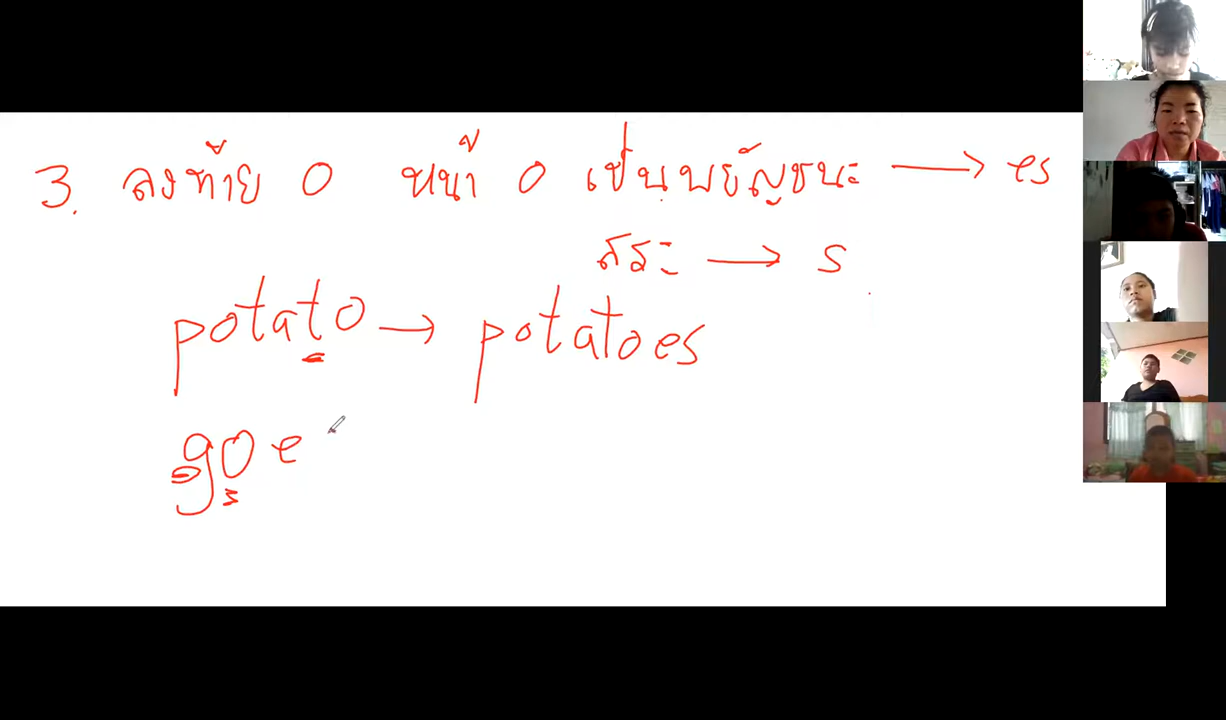 3. ลงท้าย o หน้า o เป็นพยัญชนะ → es
สระ → s
potato → potatoes
goe